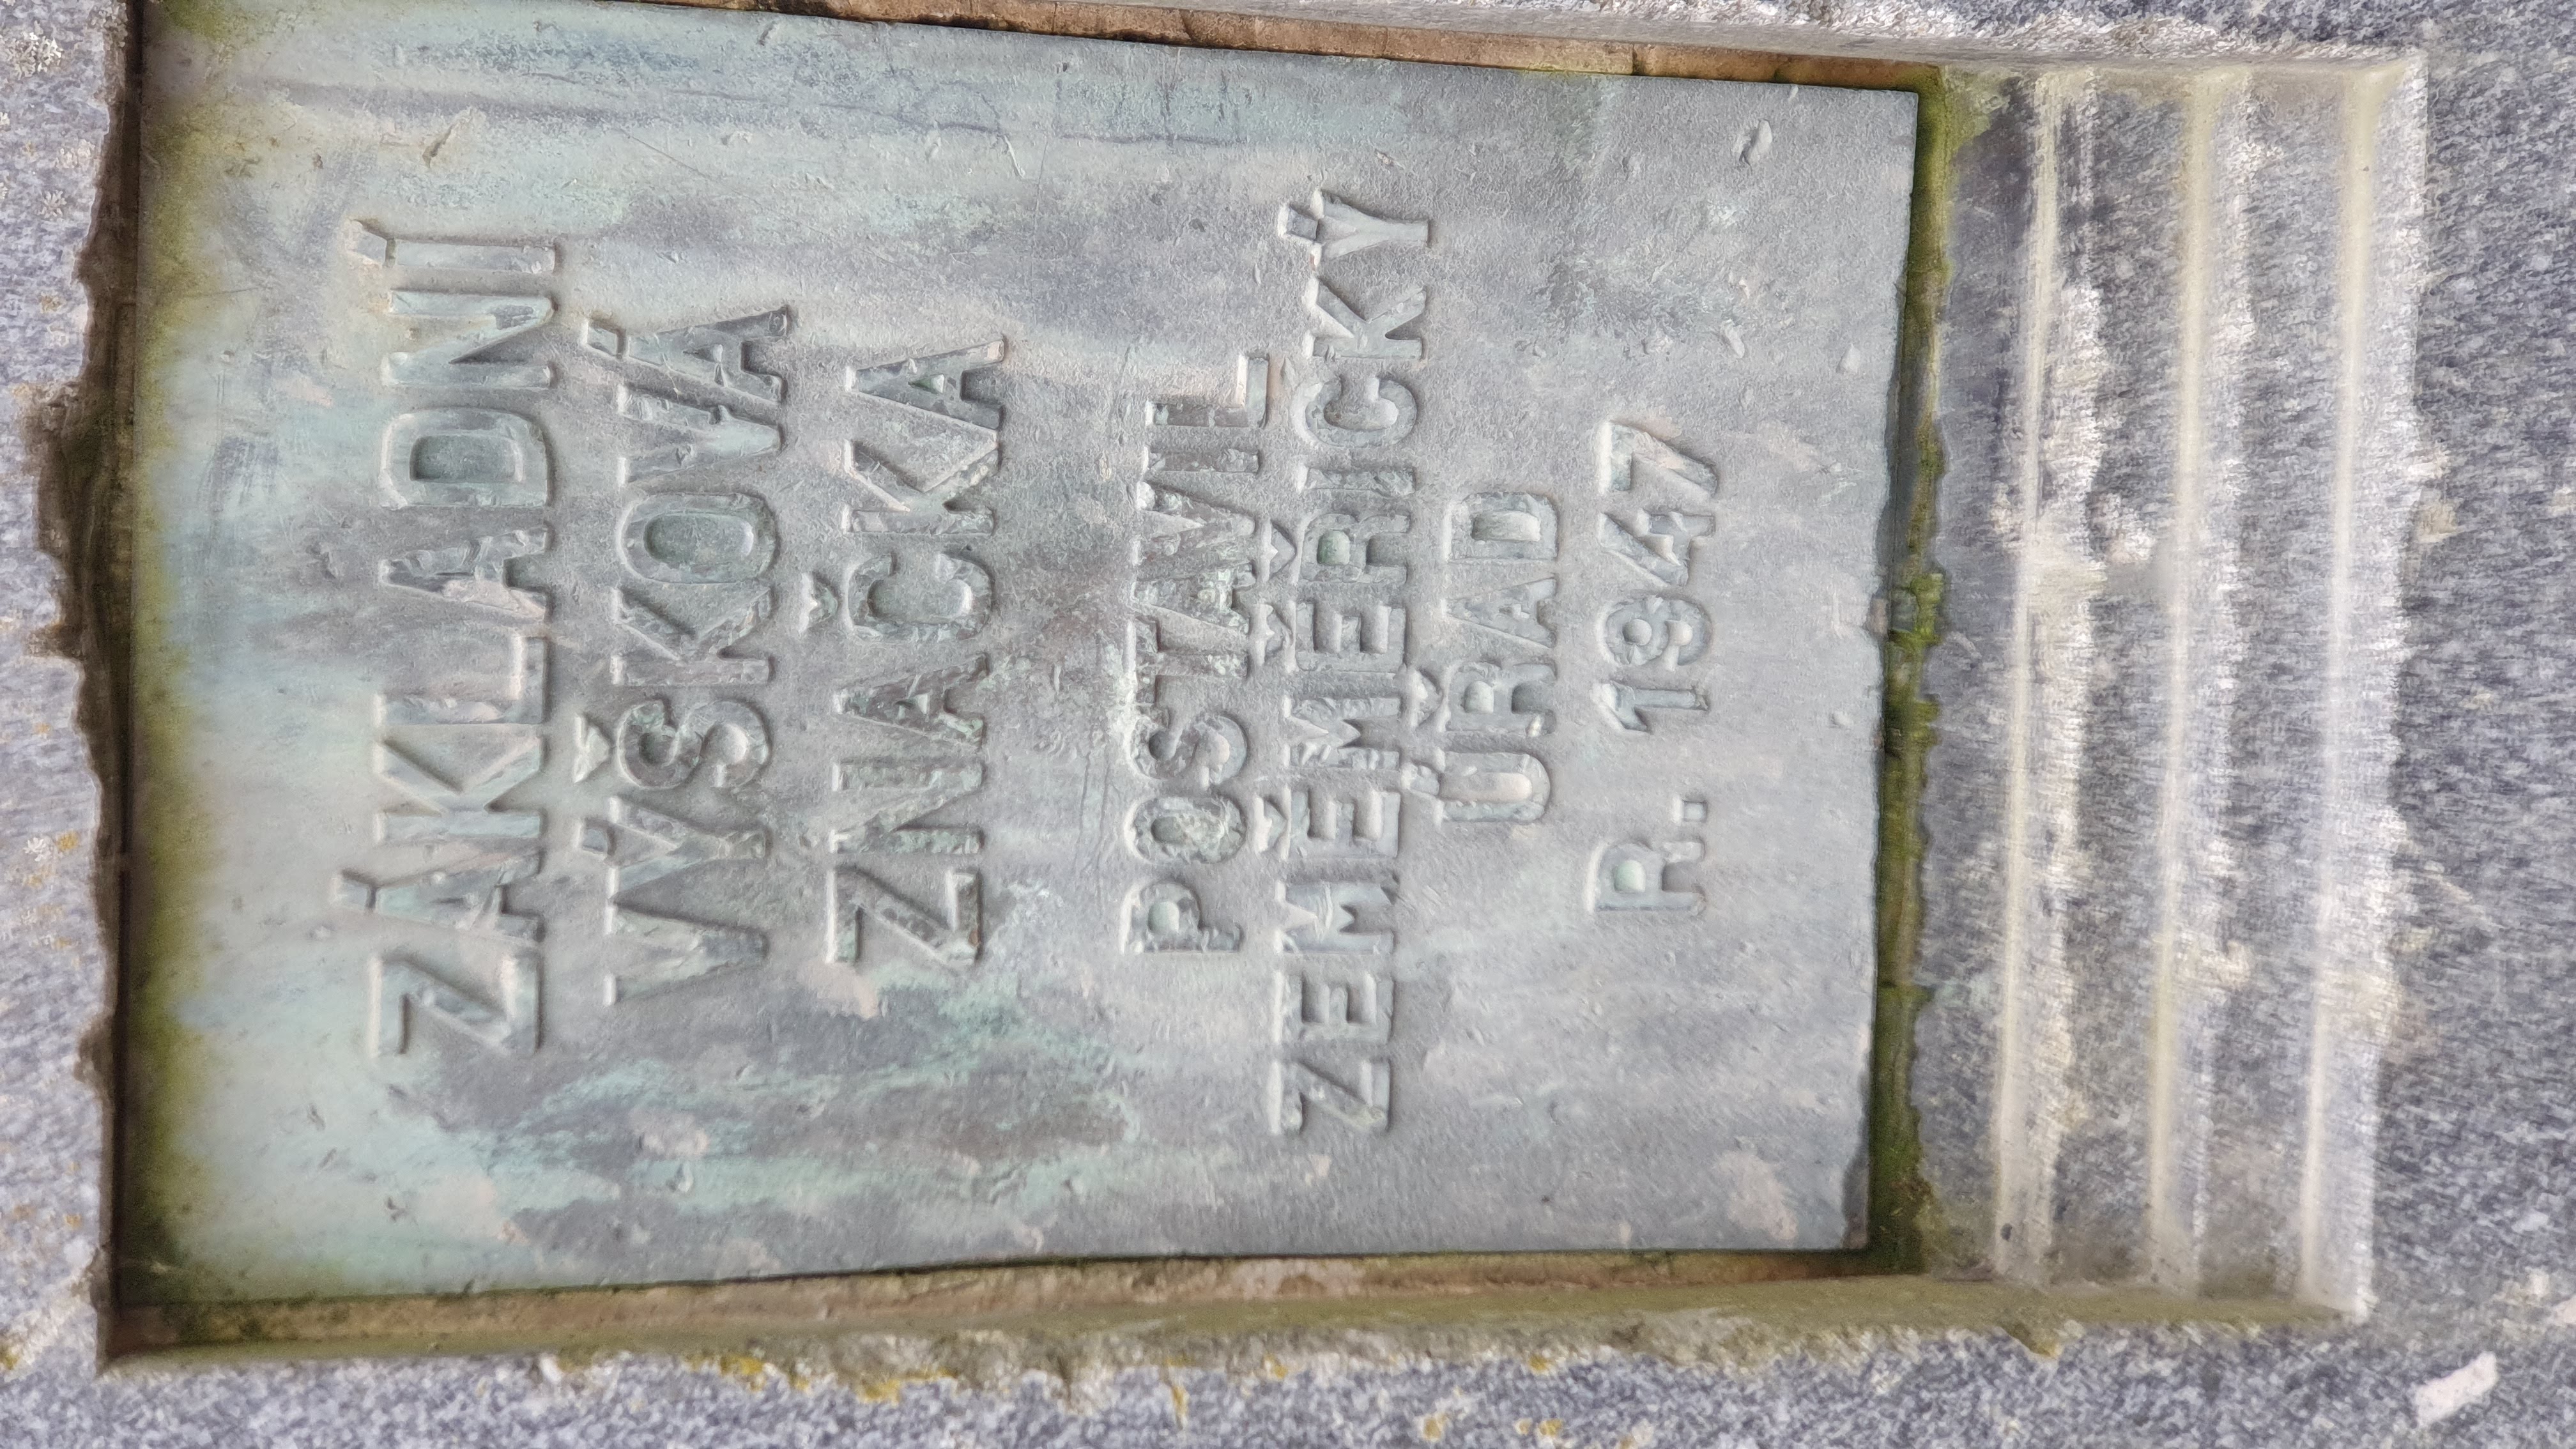 ZÁKLADNÍ
VÝŠKOVÁ
ZNAČKA
POSTAVIL
ZEMĚMĚŘICKÝ
ÚŘAD
R. 1947